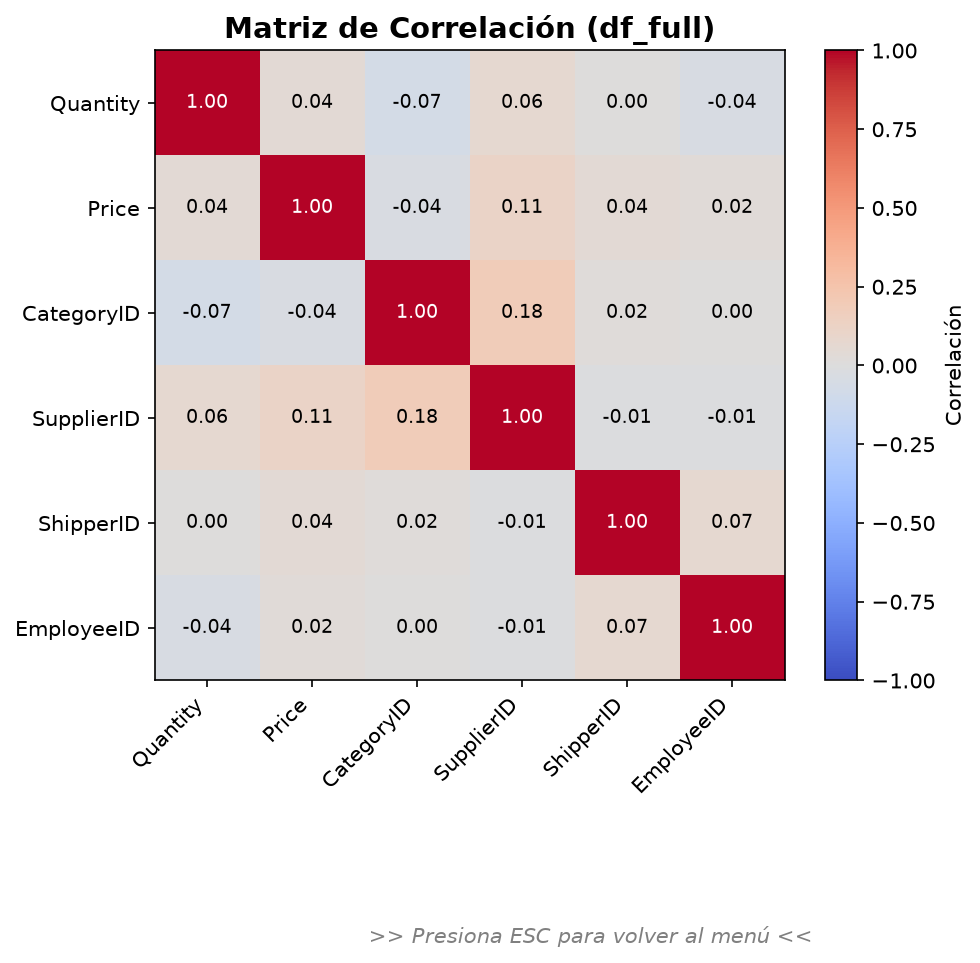 Matriz de Correlación (df_full)
Quantity 1.00 0.04 -0.07 0.06 0.00 -0.04
Price 0.04 1.00 -0.04 0.11 0.04 0.02
CategoryID -0.07 -0.04 1.00 0.18 0.02 0.00
SupplierID 0.06 0.11 0.18 1.00 -0.01 -0.01
ShipperID 0.00 0.04 0.02 -0.01 1.00 0.07
EmployeeID -0.04 0.02 0.00 -0.01 0.07 1.00
Quantity Price CategoryID SupplierID ShipperID EmployeeID
1.00
0.75
0.50
0.25
0.00
−0.25
−0.50
−0.75
−1.00
Correlación
>> Presiona ESC para volver al menú <<